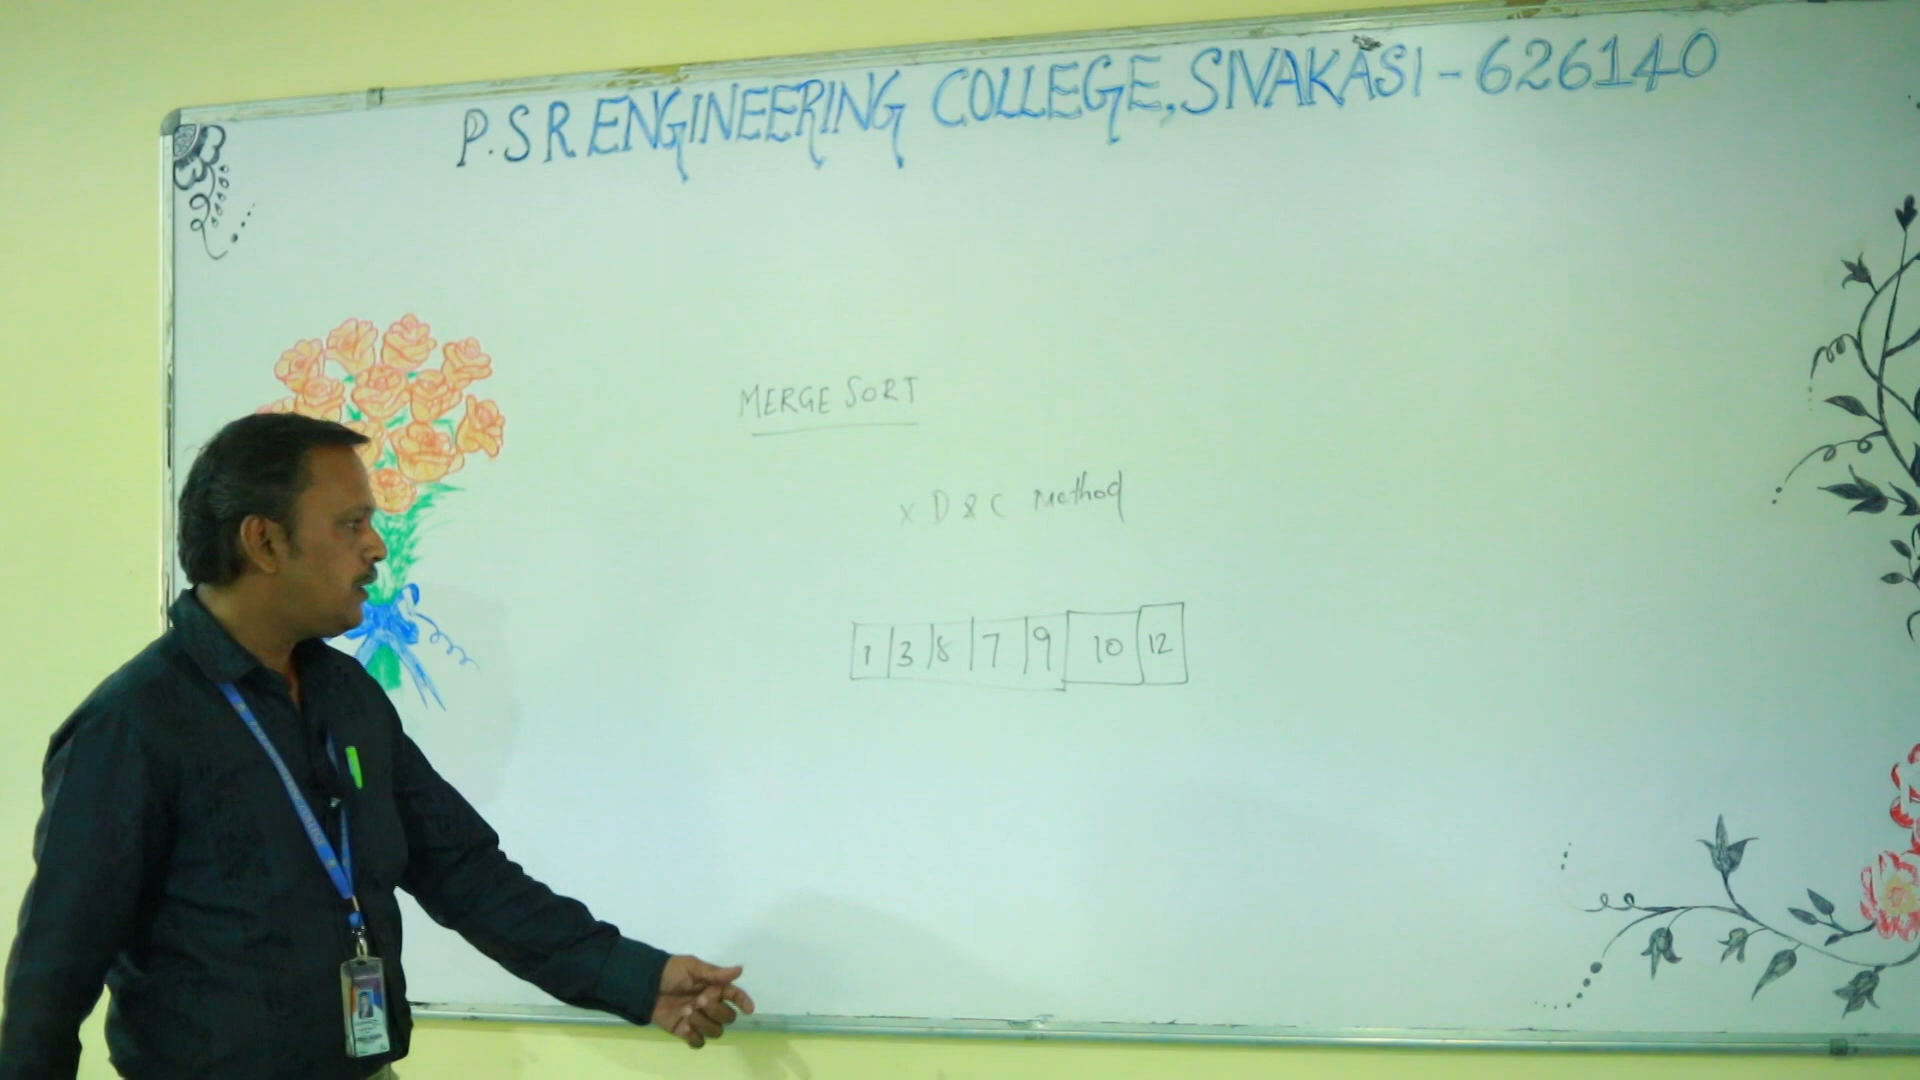 P.S.R ENGINEERING COLLEGE, SIVAKASI - 626140
MERGE SORT
x D & C Method
1 3 8 7 9 10 12